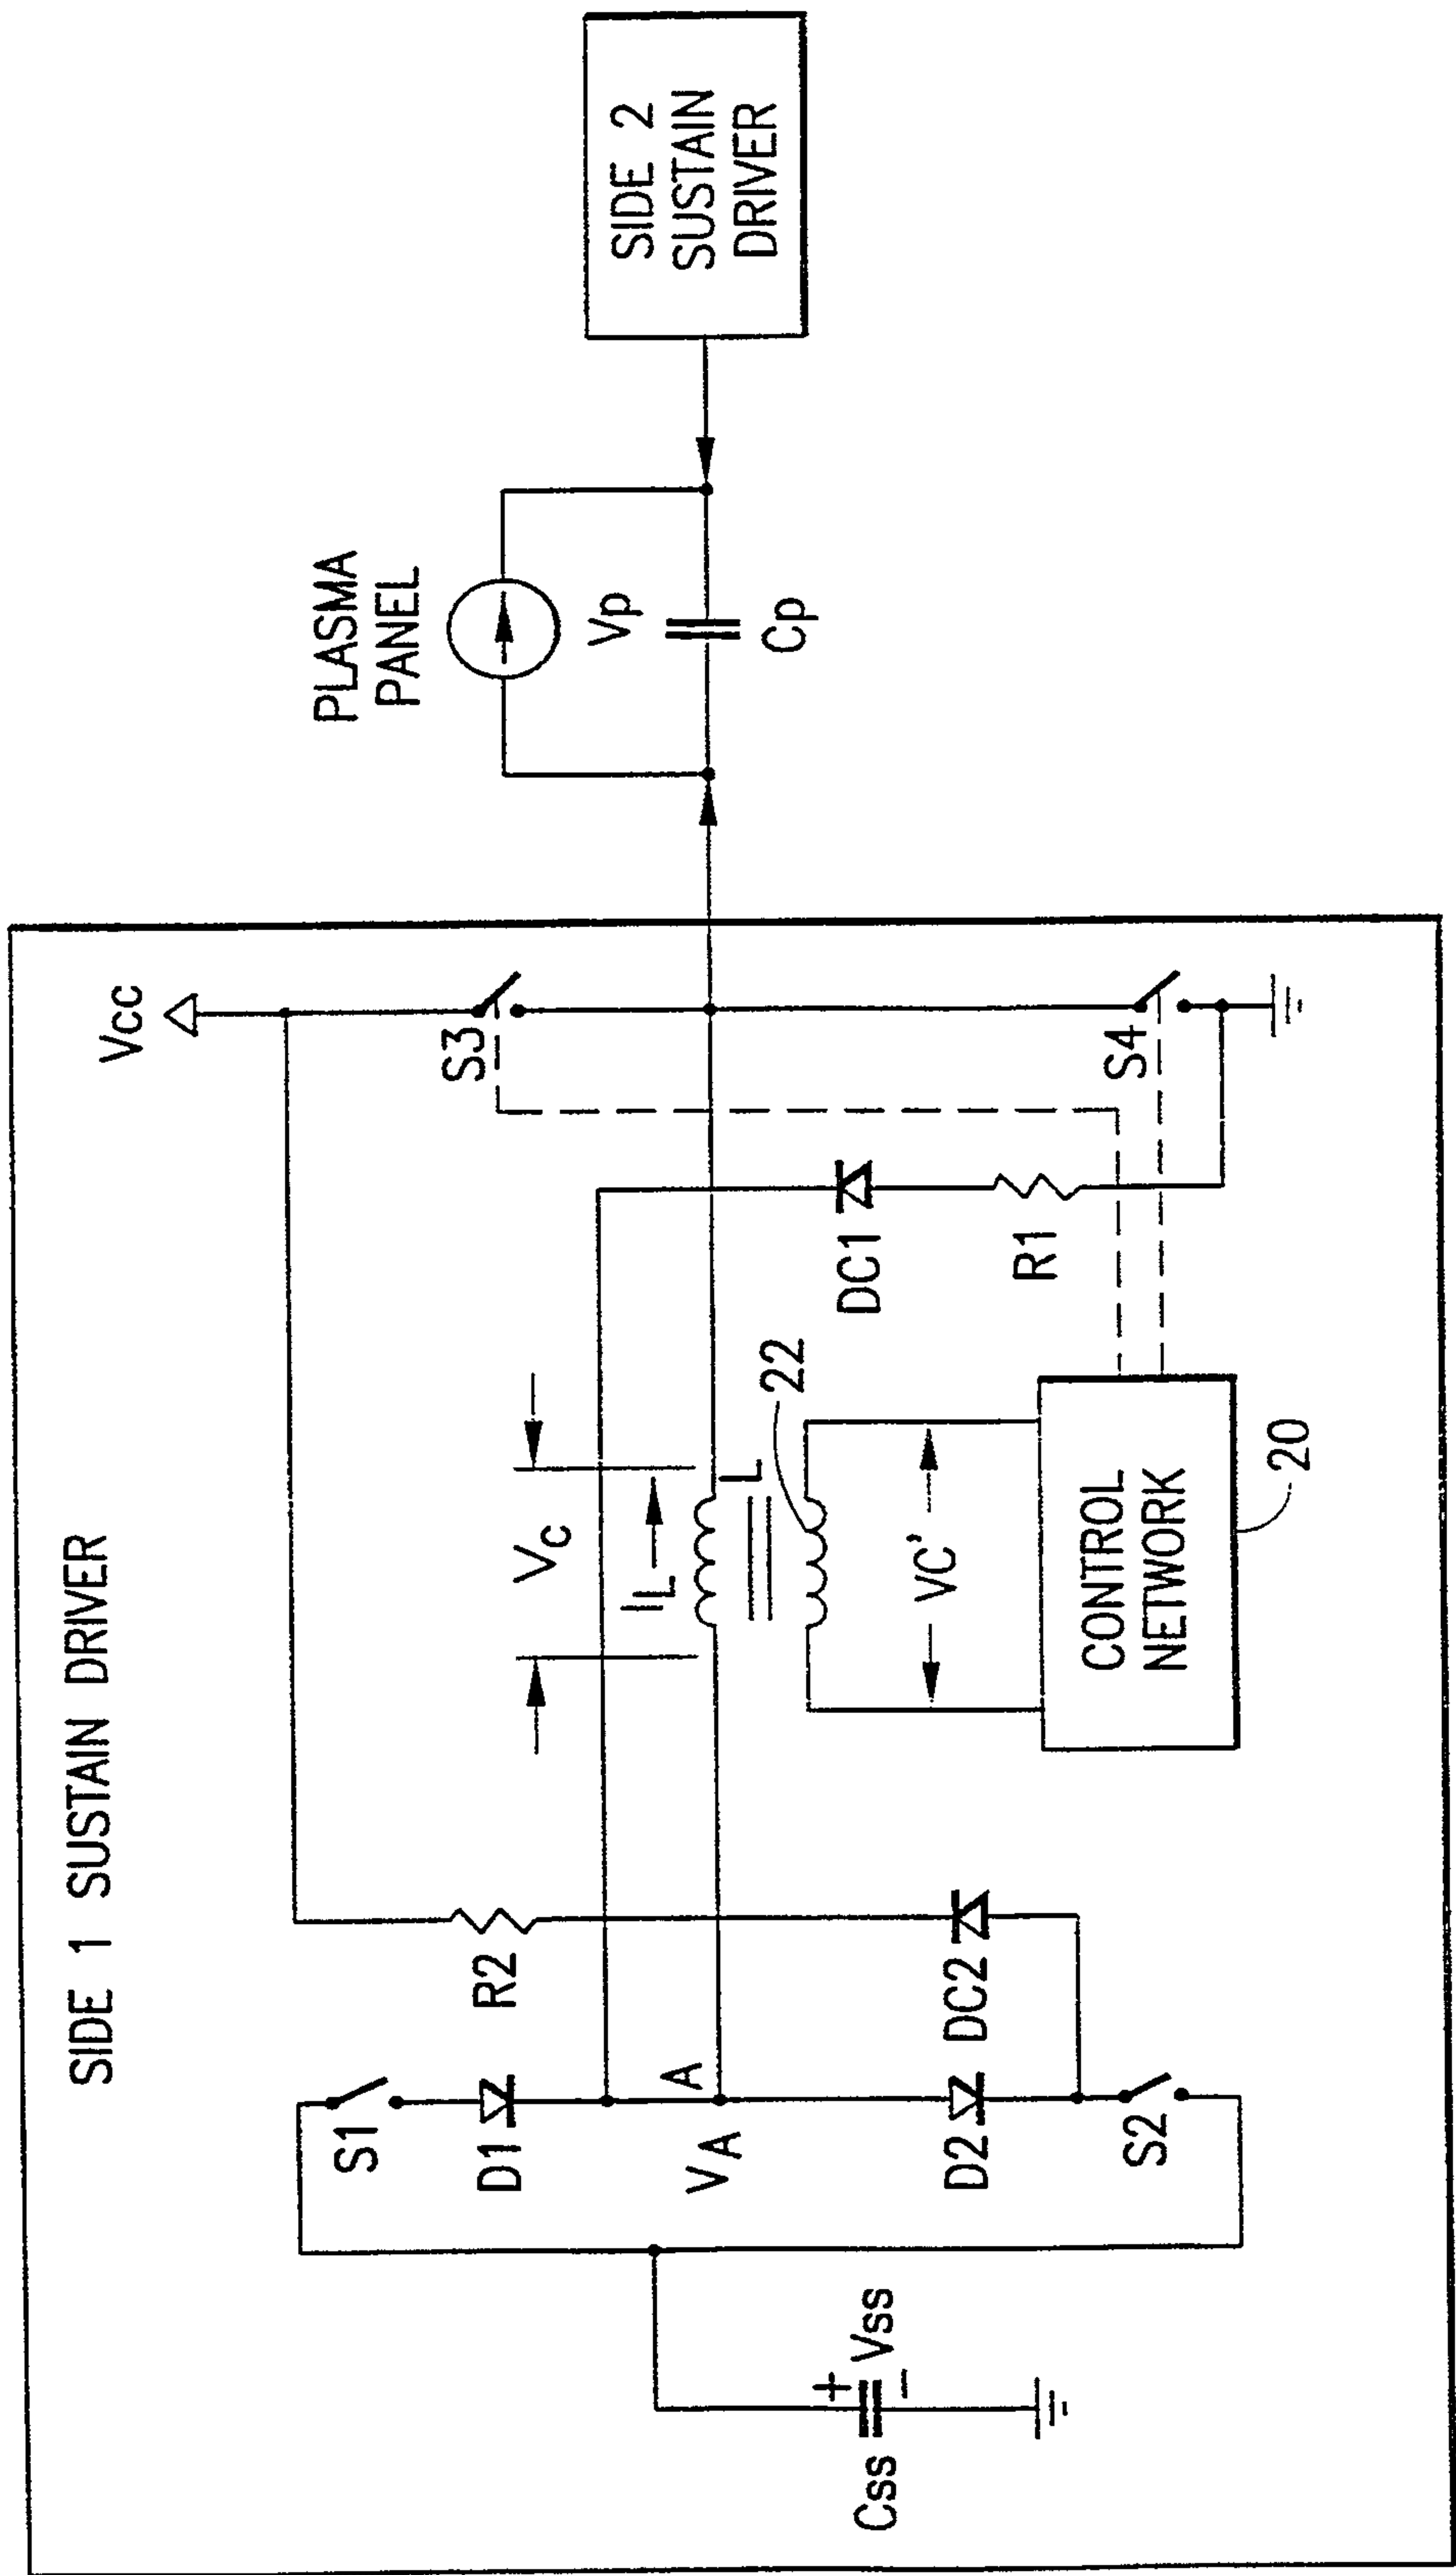 SIDE 1 SUSTAIN DRIVER
Vcc
S1
D1
R2
VA
A
D2
DC2
S2
Css
+
Vss
-
Vc
IL
L
22
VC'
CONTROL
NETWORK
20
S3
DC1
R1
S4
PLASMA
PANEL
Vp
Cp
SIDE 2
SUSTAIN
DRIVER